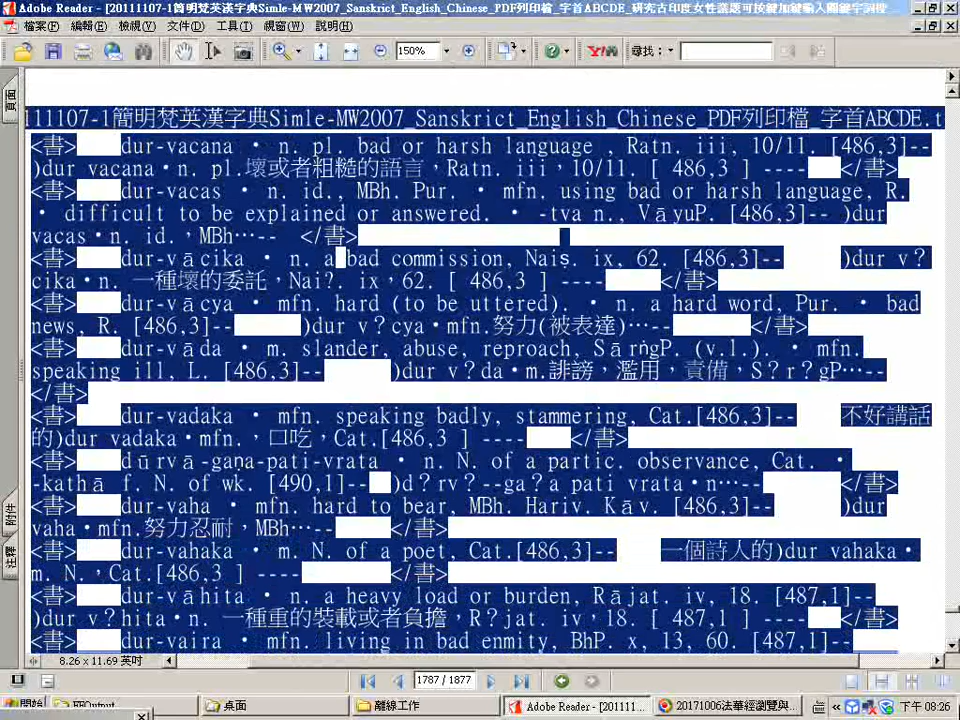 Adobe Reader - [20111107-1簡明梵英漢字典Simle-MW2007_Sanskrict_English_Chinese_PDF列印檔_字首ABCDE_研究古印度女性議題可按
檔案(F) 編輯(E) 檢視(V) 文件(D) 工具(T) 視窗(W) 說明(H)
150% 尋找:
頁面
111107-1簡明梵英漢字典Simle-MW2007_Sanskrict_English_Chinese_PDF列印檔_字首ABCDE.t
<書> dur-vacana • n. pl. bad or harsh language , Ratn. iii, 10/11. [486,3]--
)dur vacana•n. pl.壞或者粗糙的語言，Ratn. iii，10/11. [ 486,3 ] ---- </書>
<書> dur-vacas • n. id., MBh. Pur. • mfn. using bad or harsh language, R.
• difficult to be explained or answered. • -tva n., VāyuP. [486,3]-- )dur
vacas•n. id.，MBh…-- </書>
<書> dur-vācika • n. a bad commission, Naiṣ. ix, 62. [486,3]-- )dur v?
cika•n. 一種壞的委託，Nai?. ix，62. [ 486,3 ] ---- </書>
<書> dur-vācya • mfn. hard (to be uttered). • n. a hard word, Pur. • bad
news, R. [486,3]-- )dur v?cya•mfn.努力(被表達)…-- </書>
<書> dur-vāda • m. slander, abuse, reproach, SārṅgP. (v.l.). • mfn.
speaking ill, L. [486,3]-- )dur v?da•m.誹謗，濫用，責備，S?r?gP…--
</書>
<書> dur-vadaka • mfn. speaking badly, stammering, Cat.[486,3]-- 不好講話
的)dur vadaka•mfn.，口吃，Cat.[486,3 ] ---- </書>
<書> dūrvā-gaṇa-pati-vrata • n. N. of a partic. observance, Cat. •
-kathā f. N. of wk. [490,1]-- )d?rv?--ga?a pati vrata•n…-- </書>
<書> dur-vaha • mfn. hard to bear, MBh. Hariv. Kāv. [486,3]-- )dur
vaha•mfn.努力忍耐，MBh…-- </書>
<書> dur-vahaka • m. N. of a poet, Cat.[486,3]-- 一個詩人的)dur vahaka•
m. N.，Cat.[486,3 ] ---- </書>
<書> dur-vāhita • n. a heavy load or burden, Rājat. iv, 18. [487,1]--
)dur v?hita•n. 一種重的裝載或者負擔，R?jat. iv，18. [ 487,1 ] ---- </書>
<書> dur-vaira • mfn. living in bad enmity, BhP. x, 13, 60. [487,1]--
附件
注釋
8.26 x 11.69 英吋
1787 / 1877
開始 FFOutput 桌面 離線工作 Adobe Reader - [2011... 20171006法華經瀏覽與... 下午 08:26